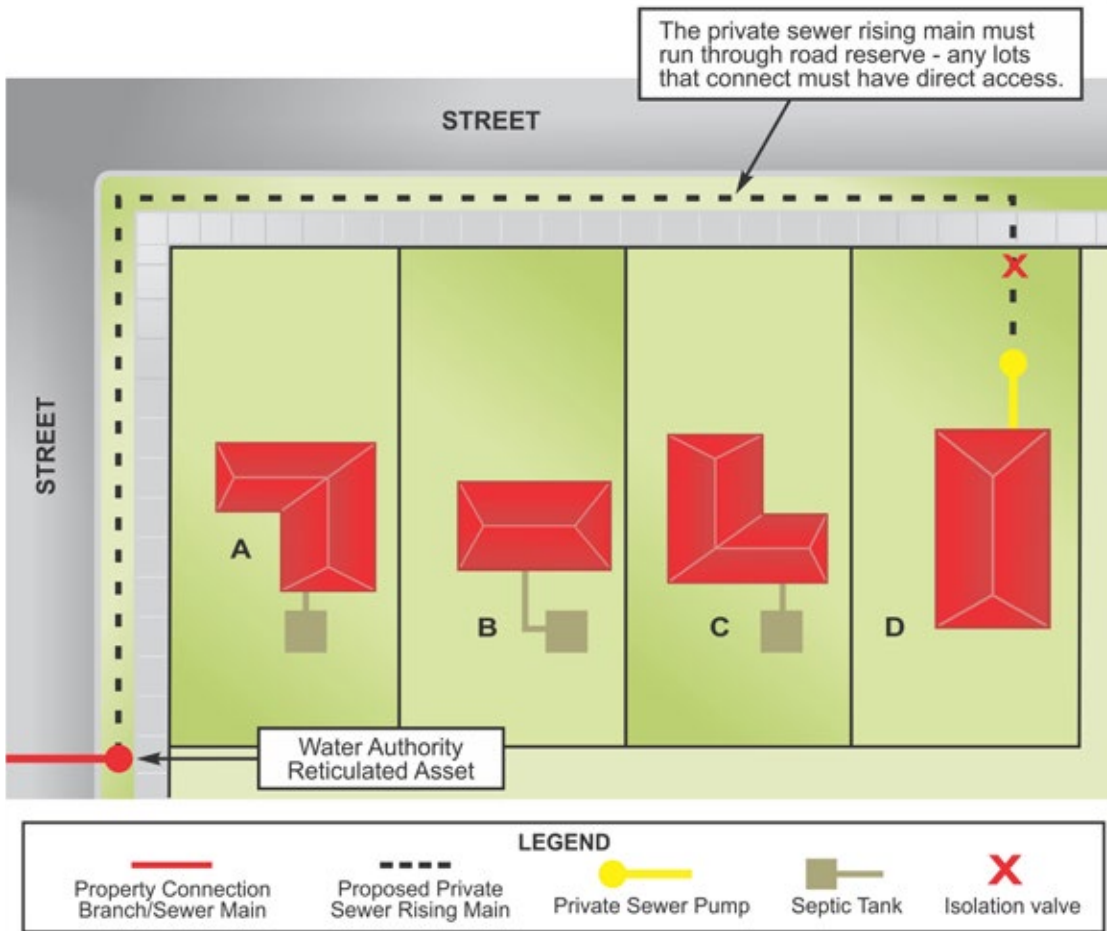 The private sewer rising main must
run through road reserve - any lots
that connect must have direct access.
STREET
STREET
A
B
C
D
Water Authority
Reticulated Asset
LEGEND
Property Connection
Branch/Sewer Main
Proposed Private
Sewer Rising Main
Private Sewer Pump
Septic Tank
X
Isolation valve